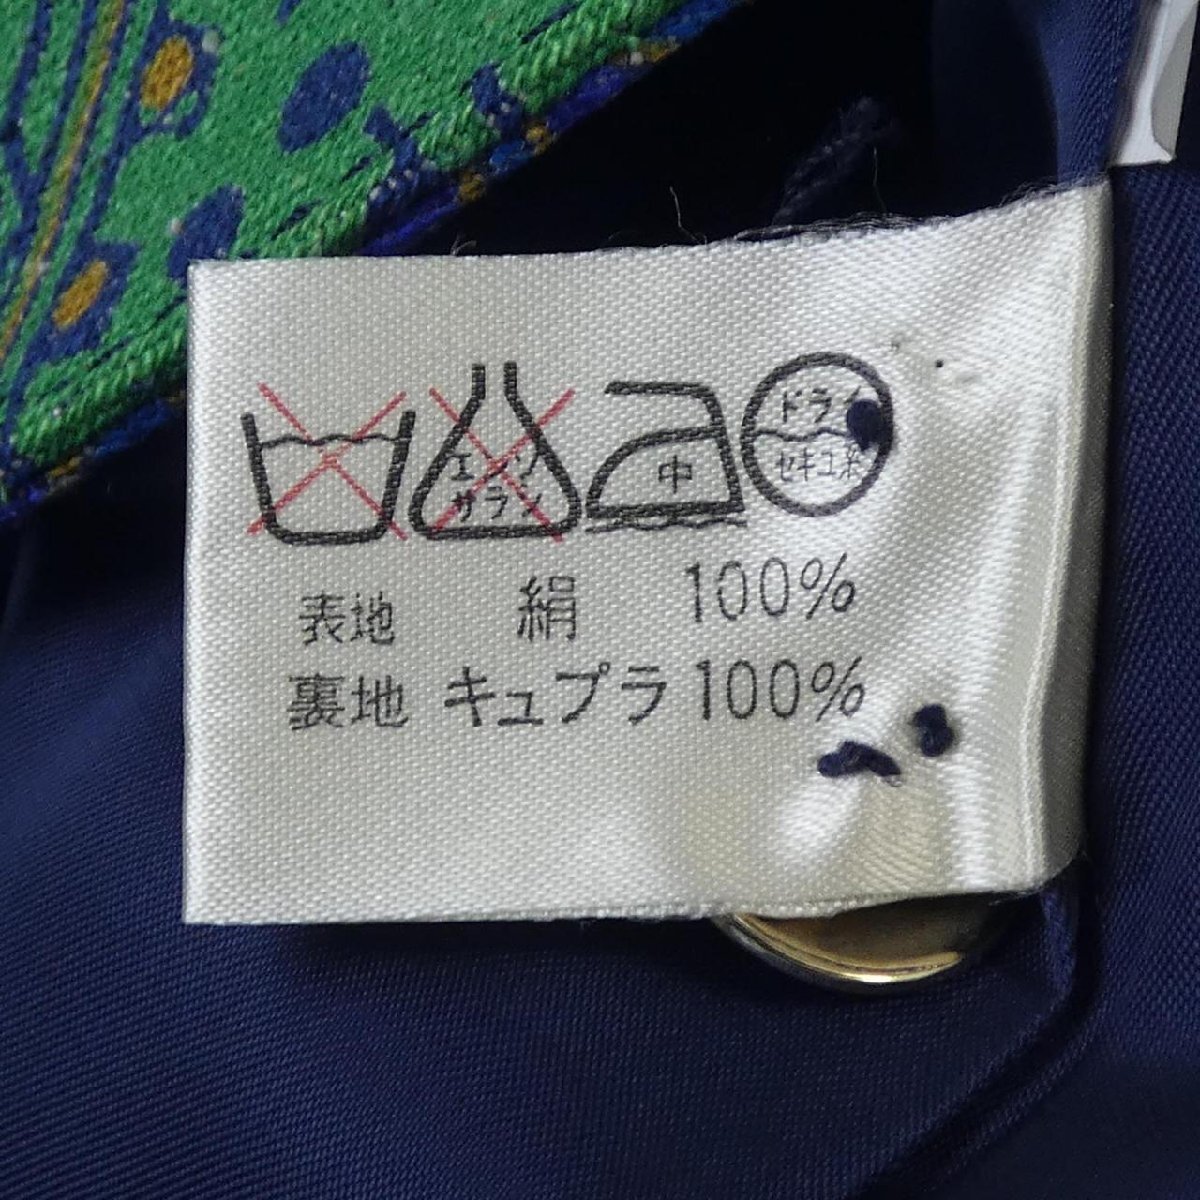 エンソ
サラシ
中
ドライ
セキユ系
表地 絹 100%
裏地 キュプラ 100%